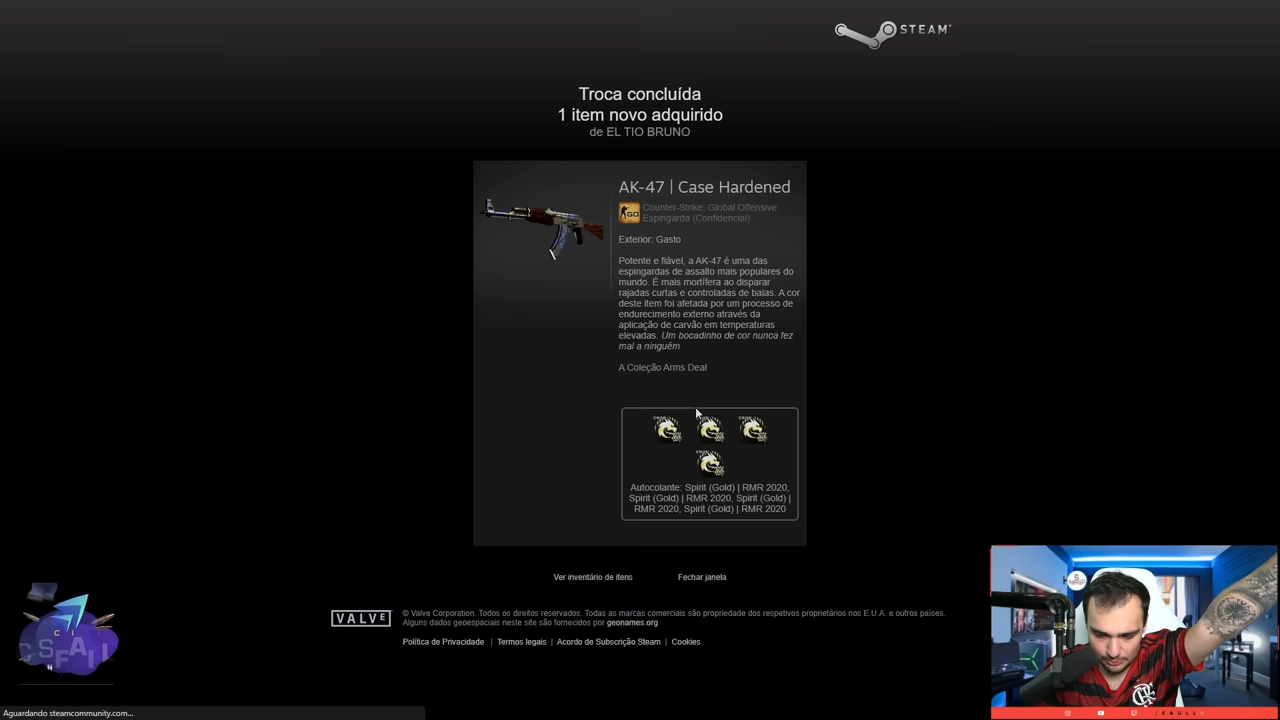 STEAM
Troca concluída
1 item novo adquirido
de EL TIO BRUNO
AK-47 | Case Hardened
GO
Counter-Strike: Global Offensive
Espingarda (Confidencial)
Exterior: Gasto
Potente e fiável, a AK-47 é uma das
espingardas de assalto mais populares do
mundo. É mais mortífera ao disparar
rajadas curtas e controladas de balas. A cor
deste item foi afetada por um processo de
endurecimento externo através da
aplicação de carvão em temperaturas
elevadas. Um bocadinho de cor nunca fez
mal a ninguém
A Coleção Arms Deal
Autocolante: Spirit (Gold) | RMR 2020,
Spirit (Gold) | RMR 2020, Spirit (Gold) |
RMR 2020, Spirit (Gold) | RMR 2020
Ver inventário de itens
Fechar janela
VALVE
© Valve Corporation. Todos os direitos reservados. Todas as marcas comerciais são propriedade dos respetivos proprietários nos E.U.A. e outros países.
Alguns dados geoespaciais neste site são fornecidos por geonames.org.
Política de Privacidade | Termos legais | Acordo de Subscrição Steam | Cookies
Aguardando steamcommunity.com...